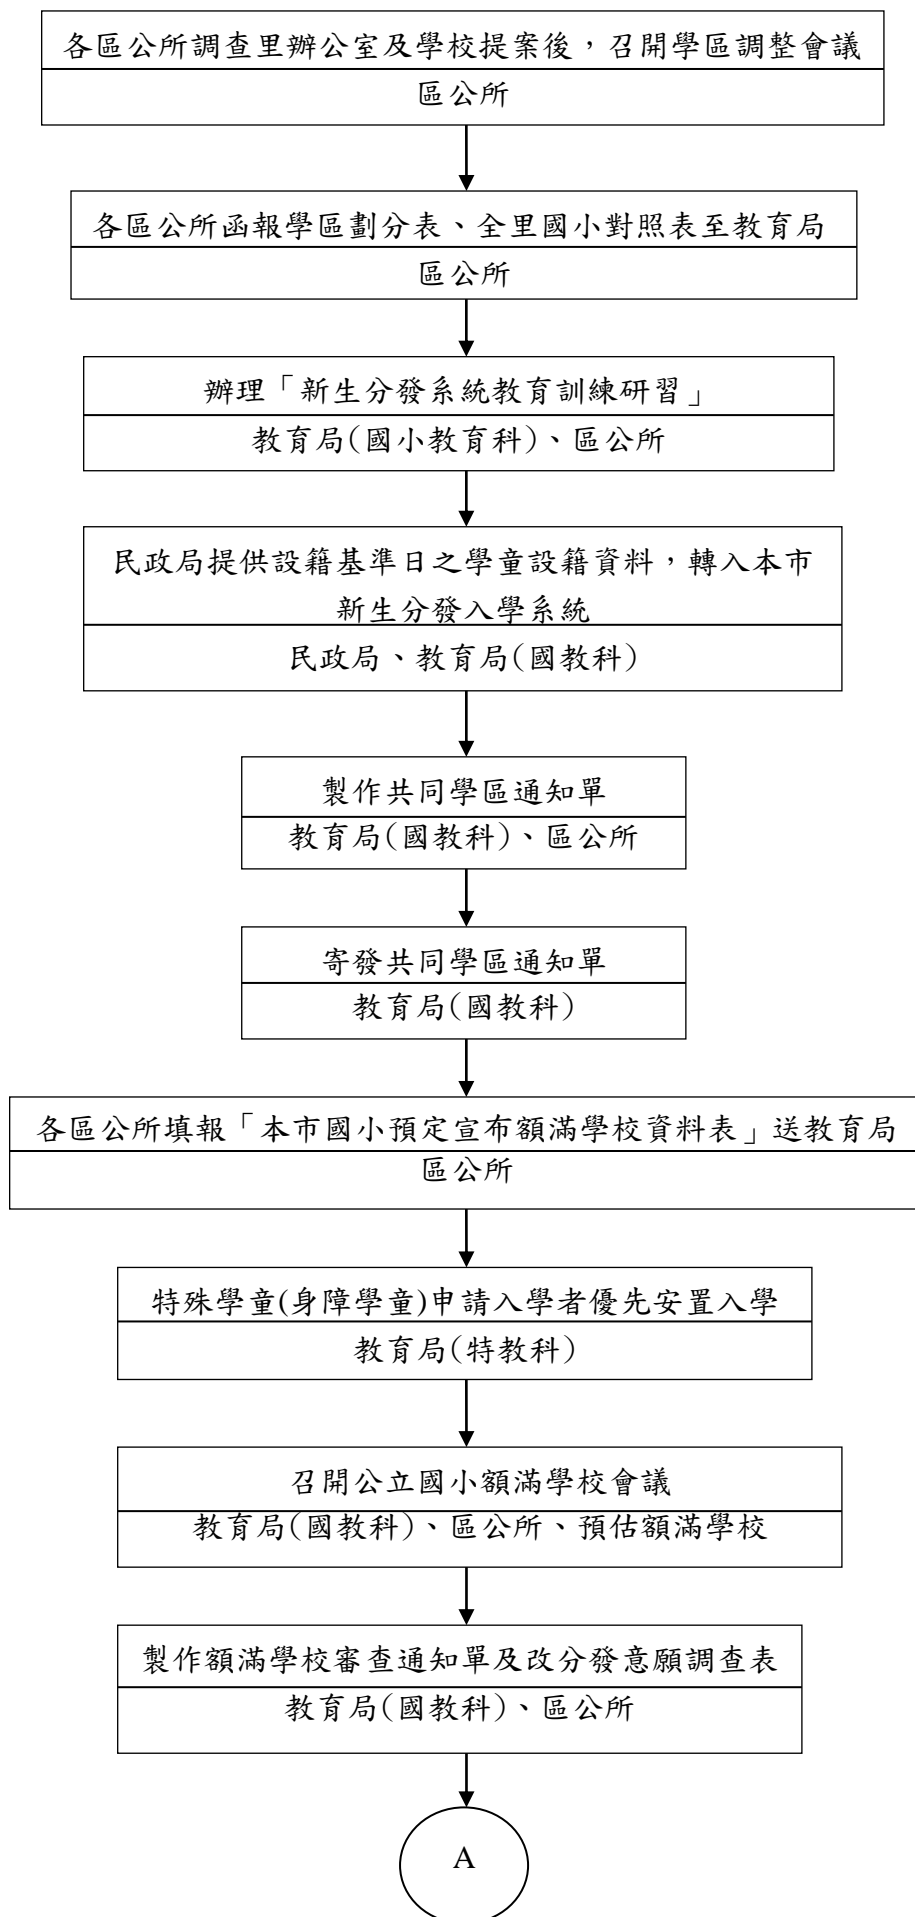 各區公所調查里辦公室及學校提案後，召開學區調整會議
區公所
各區公所函報學區劃分表、全里國小對照表至教育局
區公所
辦理「新生分發系統教育訓練研習」
教育局(國小教育科)、區公所
民政局提供設籍基準日之學童設籍資料，轉入本市
新生分發入學系統
民政局、教育局(國教科)
製作共同學區通知單
教育局(國教科)、區公所
寄發共同學區通知單
教育局(國教科)
各區公所填報「本市國小預定宣布額滿學校資料表」送教育局
區公所
特殊學童(身障學童)申請入學者優先安置入學
教育局(特教科)
召開公立國小額滿學校會議
教育局(國教科)、區公所、預估額滿學校
製作額滿學校審查通知單及改分發意願調查表
教育局(國教科)、區公所
A